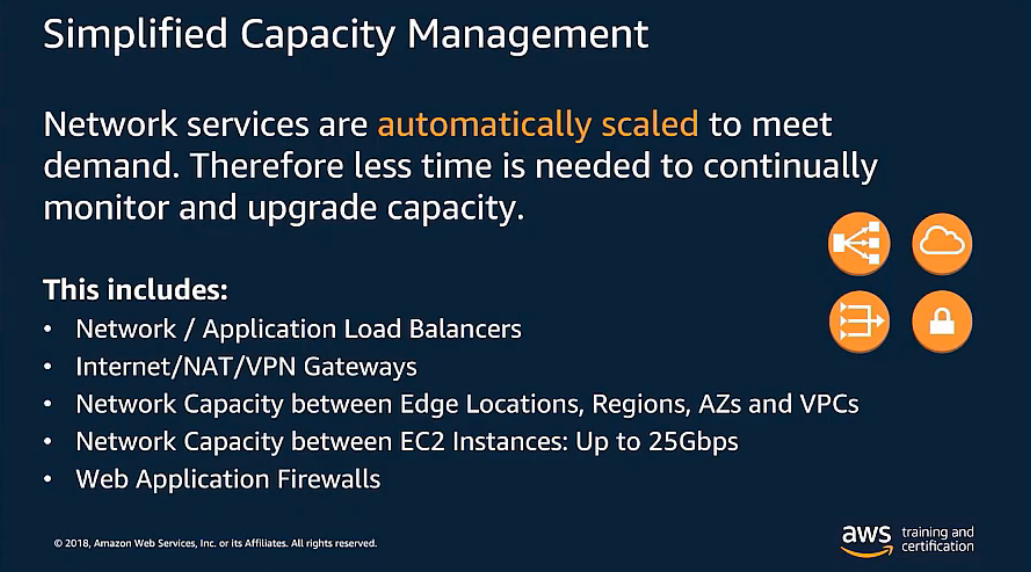 Simplified Capacity Management
Network services are automatically scaled to meet
demand. Therefore less time is needed to continually
monitor and upgrade capacity.
This includes:
• Network / Application Load Balancers
• Internet/NAT/VPN Gateways
• Network Capacity between Edge Locations, Regions, AZs and VPCs
• Network Capacity between EC2 Instances: Up to 25Gbps
• Web Application Firewalls
© 2018, Amazon Web Services, Inc. or its Affiliates. All rights reserved.
aws training and
certification